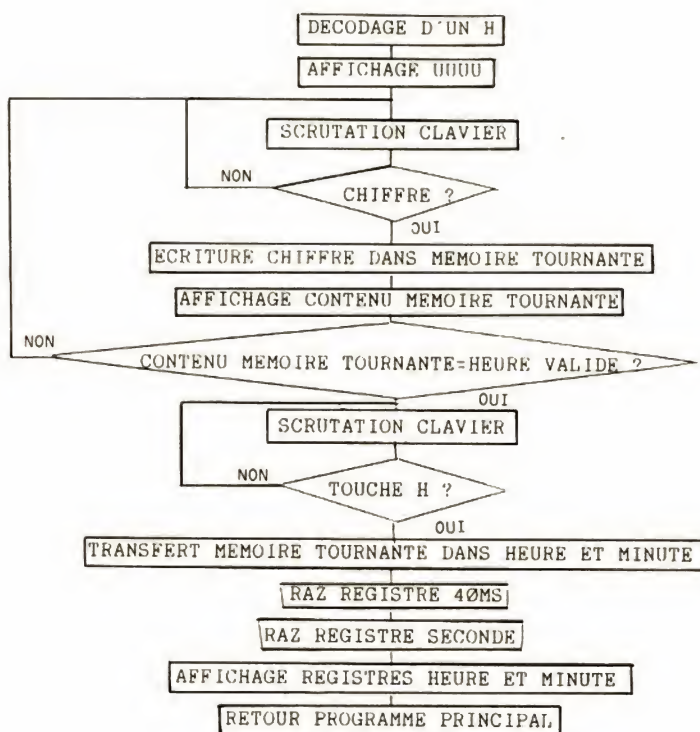 DECODAGE D'UN H
AFFICHAGE UUUU
SCRUTATION CLAVIER
NON
CHIFFRE ?
OUI
ECRITURE CHIFFRE DANS MEMOIRE TOURNANTE
AFFICHAGE CONTENU MEMOIRE TOURNANTE
NON
CONTENU MEMOIRE TOURNANTE=HEURE VALIDE ?
OUI
SCRUTATION CLAVIER
NON
TOUCHE H ?
OUI
TRANSFERT MEMOIRE TOURNANTE DANS HEURE ET MINUTE
RAZ REGISTRE 4ØMS
RAZ REGISTRE SECONDE
AFFICHAGE REGISTRES HEURE ET MINUTE
RETOUR PROGRAMME PRINCIPAL